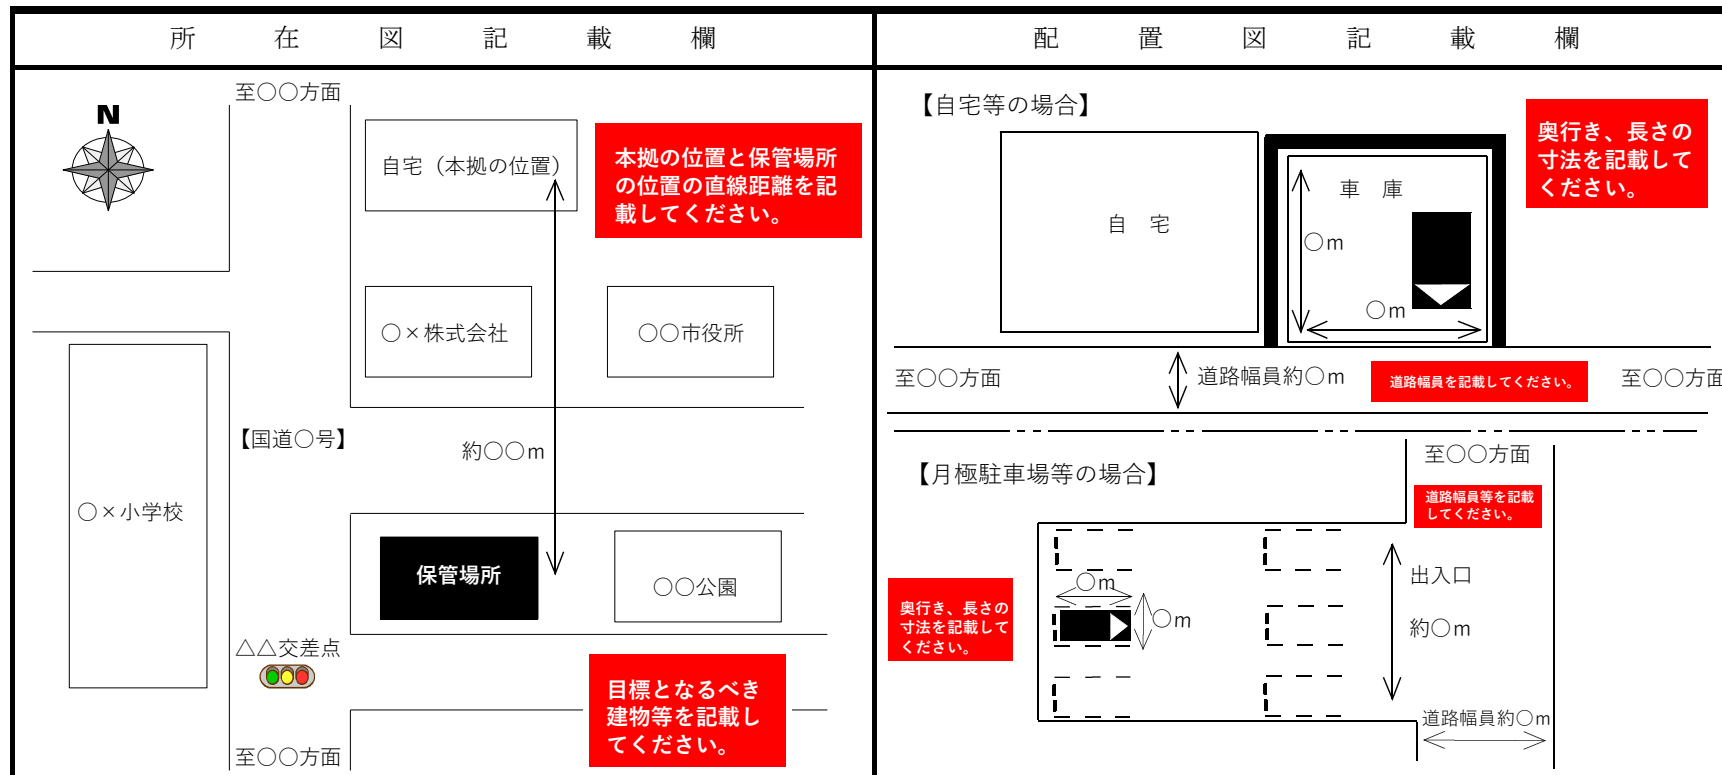 所在図記載欄
至〇〇方面
N
自宅（本拠の位置）
本拠の位置と保管場所
の位置の直線距離を記
載してください。
〇×株式会社
〇〇市役所
【国道〇号】
約〇〇m
〇×小学校
保管場所
〇〇公園
△△交差点
目標となるべき
建物等を記載し
てください。
至〇〇方面
配置図記載欄
【自宅等の場合】
奥行き、長さの
寸法を記載して
ください。
車庫
自宅
〇m
〇m
至〇〇方面
道路幅員約〇m
道路幅員を記載してください。
至〇〇方面
【月極駐車場等の場合】
至〇〇方面
道路幅員等を記載
してください。
奥行き、長さの
寸法を記載して
ください。
〇m
〇m
出入口
約〇m
道路幅員約〇m